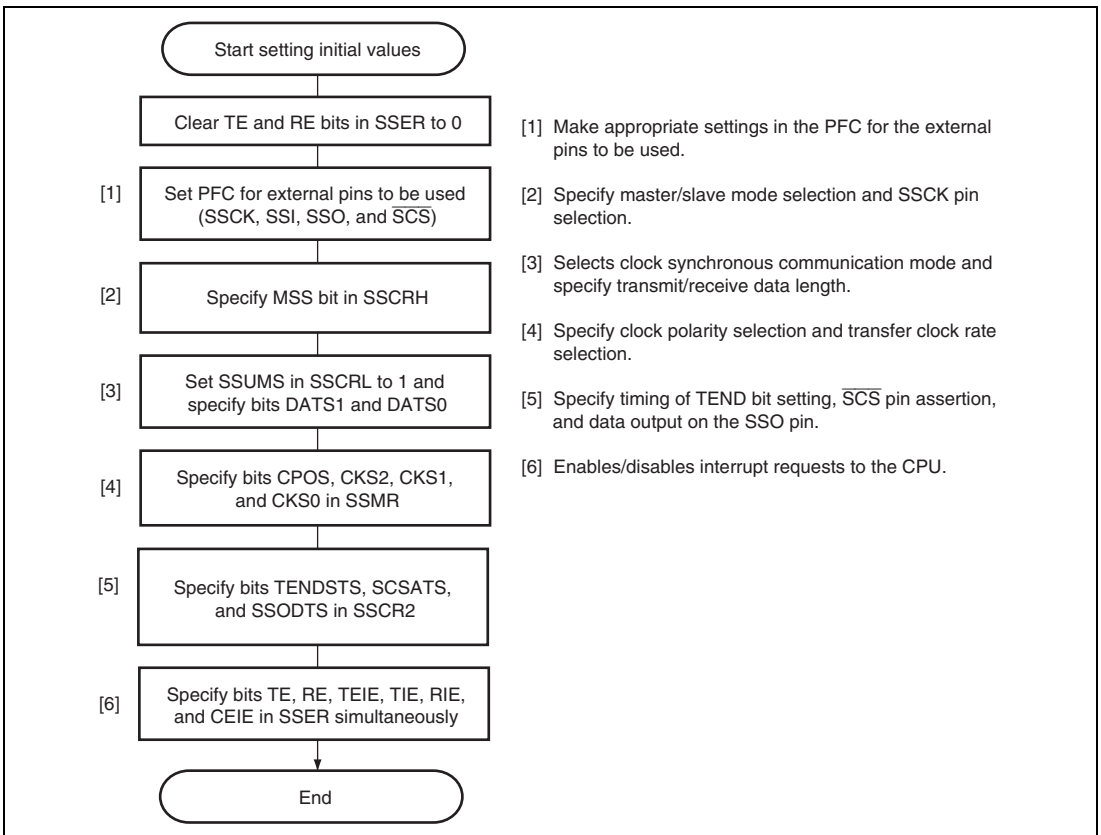 Start setting initial values
Clear TE and RE bits in SSER to 0
[1]
Set PFC for external pins to be used
(SSCK, SSI, SSO, and S̅C̅S̅)
[2]
Specify MSS bit in SSCRH
[3]
Set SSUMS in SSCRL to 1 and
specify bits DATS1 and DATS0
[4]
Specify bits CPOS, CKS2, CKS1,
and CKS0 in SSMR
[5]
Specify bits TENDSTS, SCSATS,
and SSODTS in SSCR2
[6]
Specify bits TE, RE, TEIE, TIE, RIE,
and CEIE in SSER simultaneously
End
[1] Make appropriate settings in the PFC for the external
pins to be used.
[2] Specify master/slave mode selection and SSCK pin
selection.
[3] Selects clock synchronous communication mode and
specify transmit/receive data length.
[4] Specify clock polarity selection and transfer clock rate
selection.
[5] Specify timing of TEND bit setting, S̅C̅S̅ pin assertion,
and data output on the SSO pin.
[6] Enables/disables interrupt requests to the CPU.